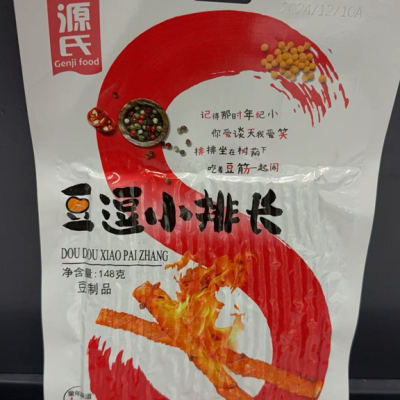 2024/12/10A
源氏
Genji food
记得那时年纪小
你爱谈天我爱笑
排排坐在树荫下
吃着豆筋一起闹
豆逗小排长
DOU DOU XIAO PAI ZHANG
净含量:148克
豆制品